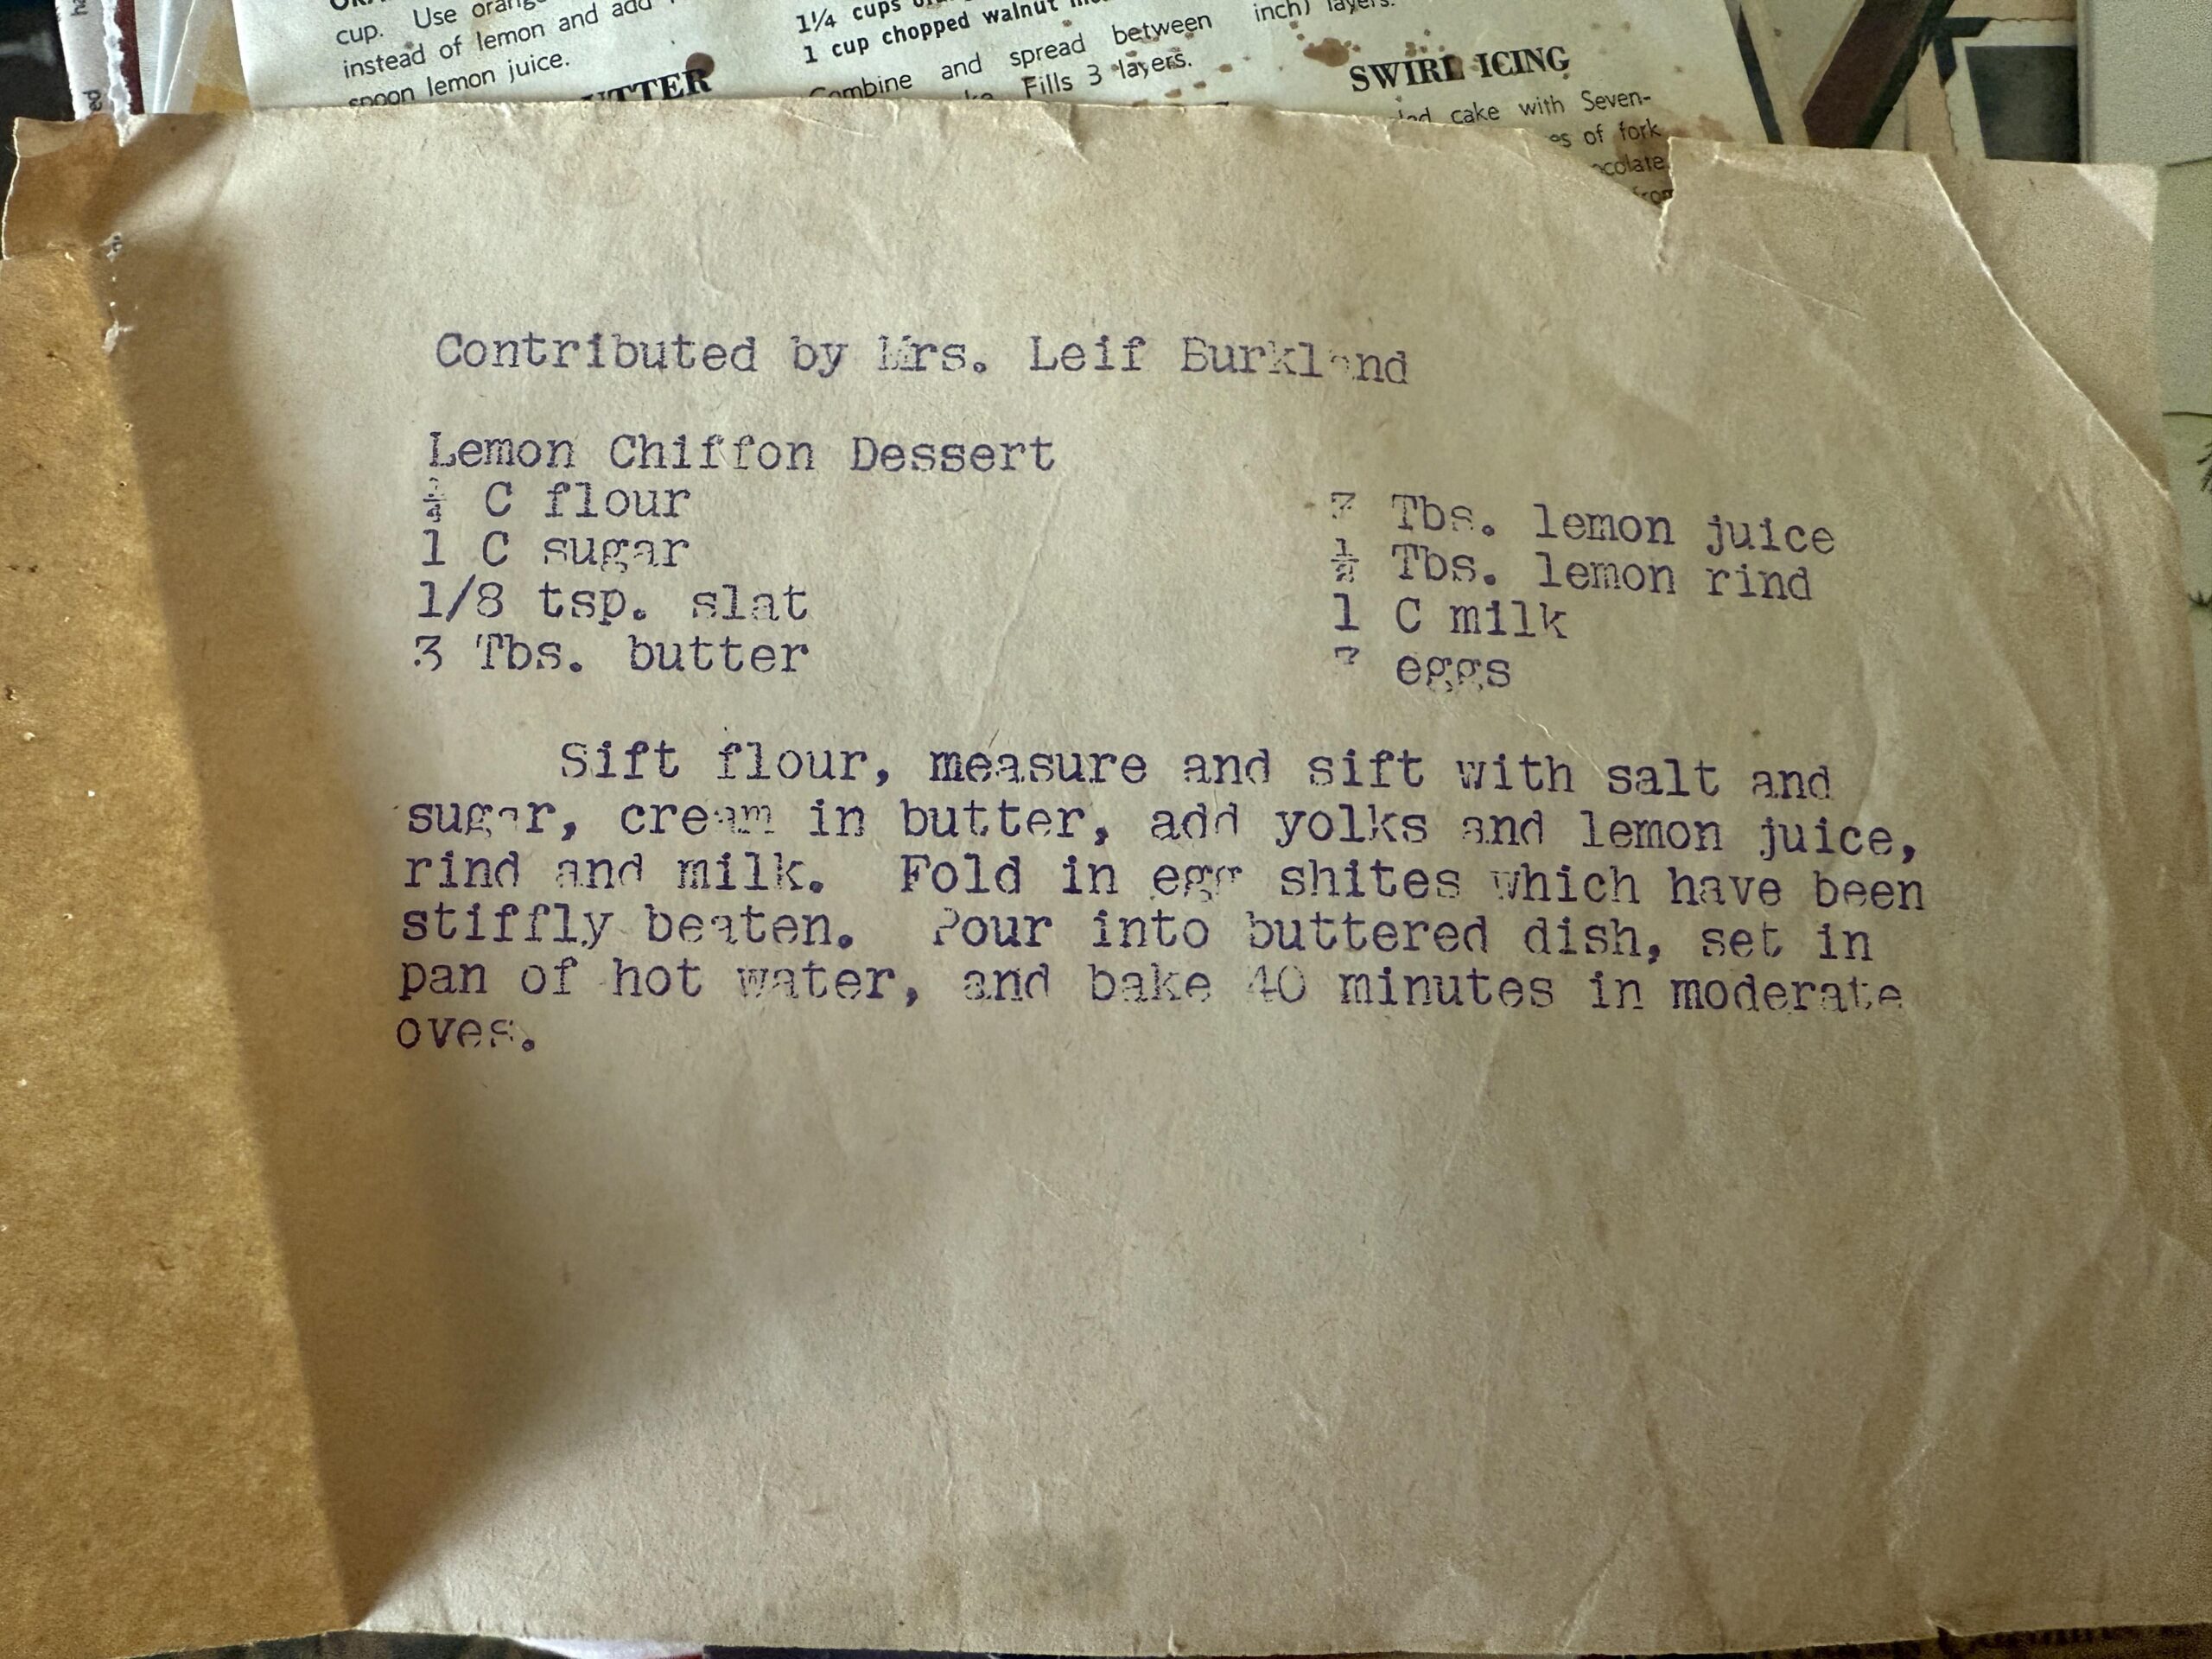 cup. Use
instead of lemon and add
spoon lemon juice.
1¼ cups
1 cup chopped walnut
Combine and spread between
Fills 3 layers.
inch) layers.
SWIRL ICING
cake with Seven-
of fork
Contributed by Mrs. Leif Burkland
Lemon Chiffon Dessert
¼ C flour
1 C sugar
1/8 tsp. slat
3 Tbs. butter
3 Tbs. lemon juice
½ Tbs. lemon rind
1 C milk
3 eggs
Sift flour, measure and sift with salt and
sugar, cream in butter, add yolks and lemon juice,
rind and milk. Fold in egg shites which have been
stiffly beaten. Pour into buttered dish, set in
pan of hot water, and bake 40 minutes in moderate
oves.